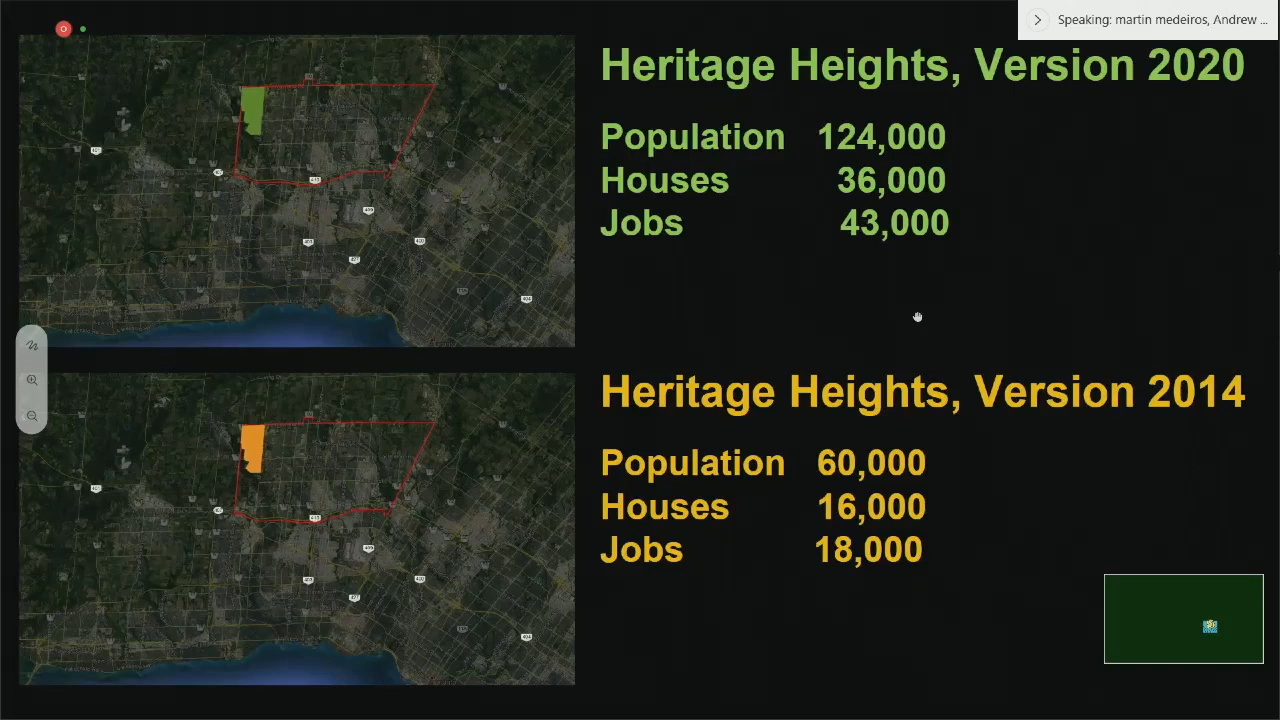 Speaking: martin medeiros, Andrew ...
Heritage Heights, Version 2020
Population 124,000
Houses 36,000
Jobs 43,000
Heritage Heights, Version 2014
Population 60,000
Houses 16,000
Jobs 18,000